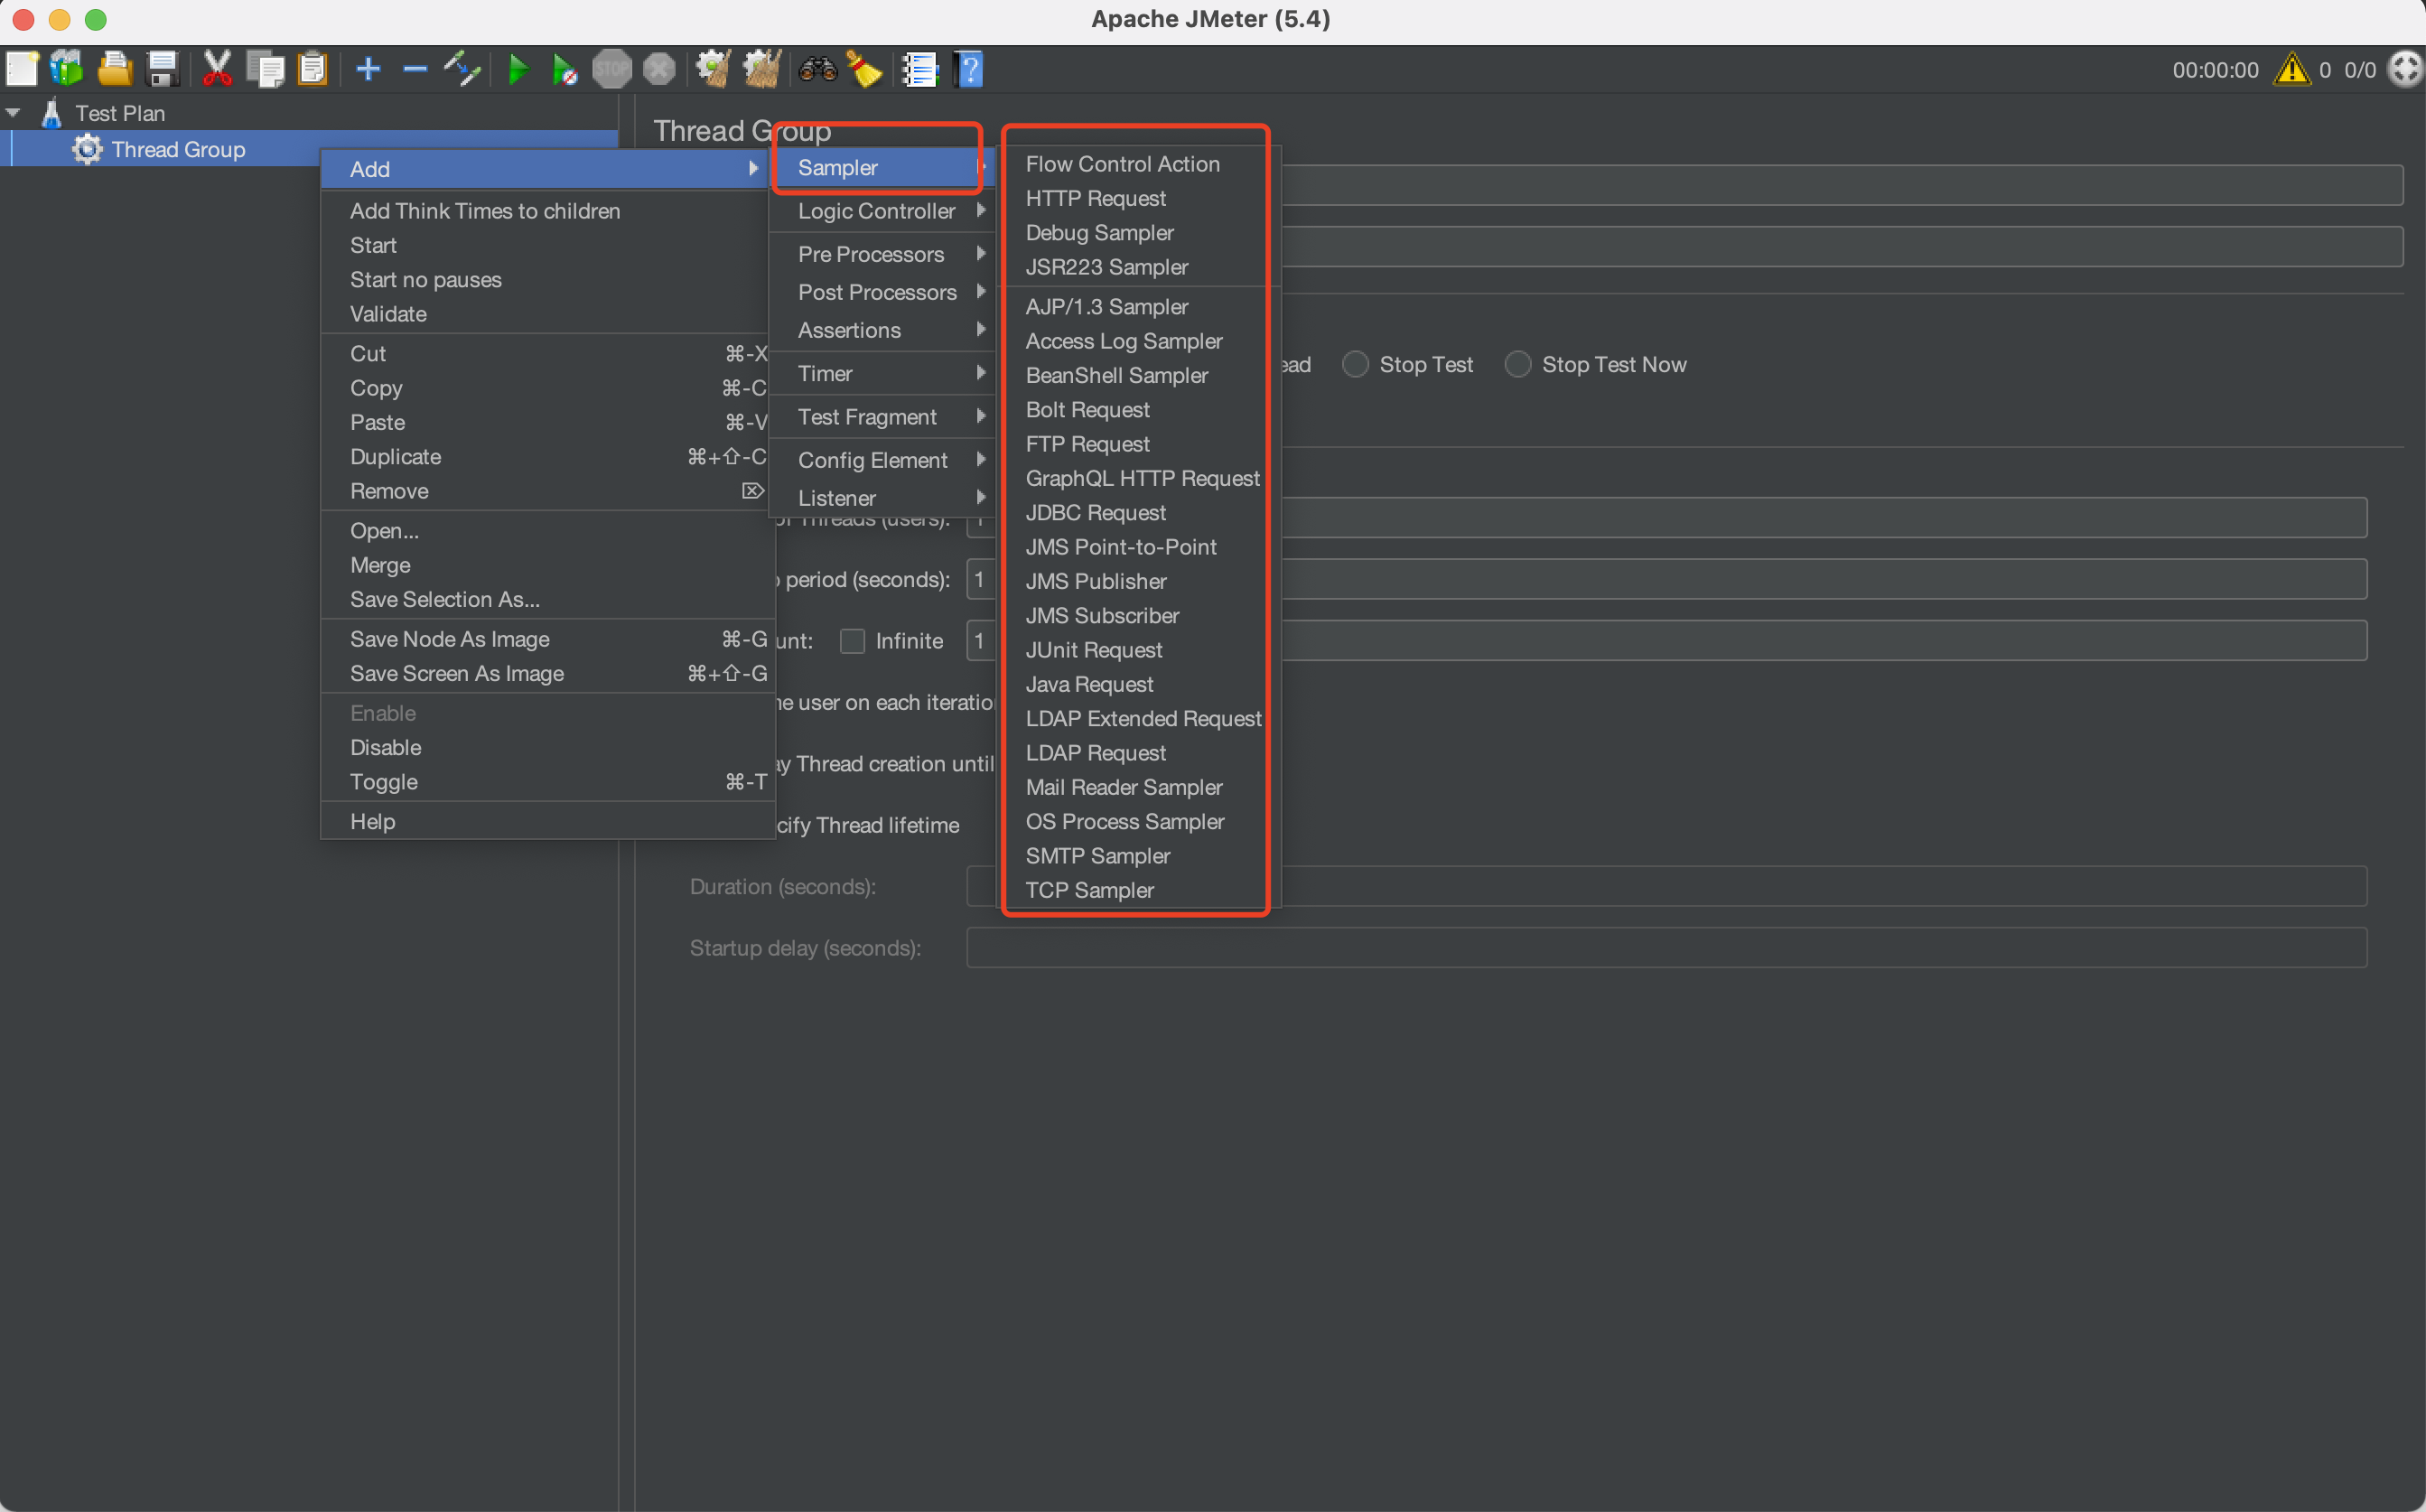 Apache JMeter (5.4)
STOP
00:00:00
0 0/0
Test Plan
Thread Group
Thread Group
Add
Add Think Times to children
Start
Start no pauses
Validate
Cut ⌘-X
Copy ⌘-C
Paste ⌘-V
Duplicate ⌘+⇧-C
Remove ⌦
Open...
Merge
Save Selection As...
Save Node As Image ⌘-G
Save Screen As Image ⌘+⇧-G
Enable
Disable
Toggle ⌘-T
Help
Sampler
Logic Controller
Pre Processors
Post Processors
Assertions
Timer
Test Fragment
Config Element
Listener
Flow Control Action
HTTP Request
Debug Sampler
JSR223 Sampler
AJP/1.3 Sampler
Access Log Sampler
BeanShell Sampler
Bolt Request
FTP Request
GraphQL HTTP Request
JDBC Request
JMS Point-to-Point
JMS Publisher
JMS Subscriber
JUnit Request
Java Request
LDAP Extended Request
LDAP Request
Mail Reader Sampler
OS Process Sampler
SMTP Sampler
TCP Sampler
Stop Test
Stop Test Now
Threads (users):
period (seconds): 1
Infinite 1
user on each iteration
Thread creation until
Thread lifetime
Duration (seconds):
Startup delay (seconds):